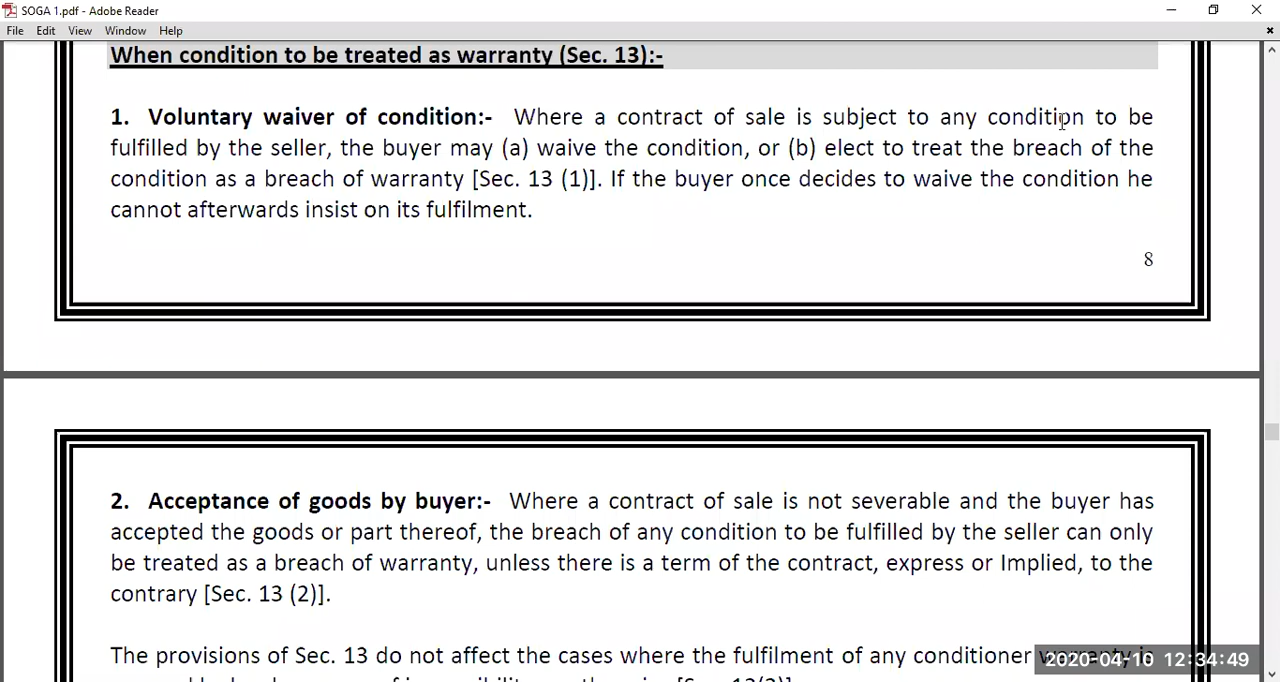 SOGA 1.pdf - Adobe Reader
File Edit View Window Help
When condition to be treated as warranty (Sec. 13):-
1. Voluntary waiver of condition:- Where a contract of sale is subject to any condition to be
fulfilled by the seller, the buyer may (a) waive the condition, or (b) elect to treat the breach of the
condition as a breach of warranty [Sec. 13 (1)]. If the buyer once decides to waive the condition he
cannot afterwards insist on its fulfilment.
8
2. Acceptance of goods by buyer:- Where a contract of sale is not severable and the buyer has
accepted the goods or part thereof, the breach of any condition to be fulfilled by the seller can only
be treated as a breach of warranty, unless there is a term of the contract, express or Implied, to the
contrary [Sec. 13 (2)].
The provisions of Sec. 13 do not affect the cases where the fulfilment of any conditioner warranty is
2020-04-10 12:34:49